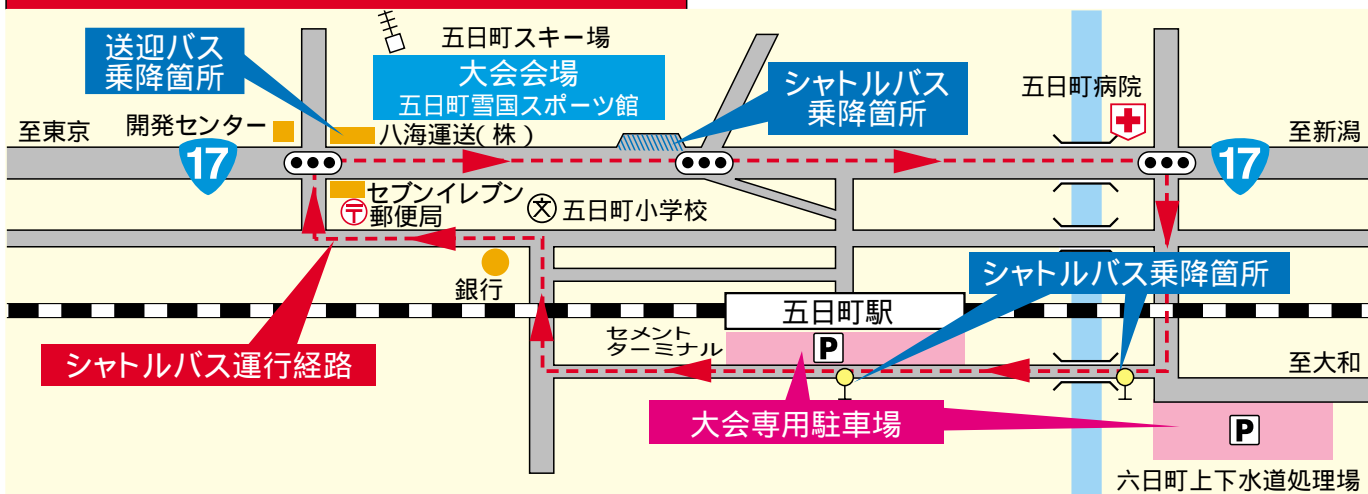 五日町スキー場
送迎バス
乗降箇所
大会会場
五日町雪国スポーツ館
シャトルバス
乗降箇所
五日町病院
至東京
開発センター
八海運送(株)
至新潟
17
17
セブンイレブン
〒
郵便局
文
五日町小学校
銀行
シャトルバス乗降箇所
五日町駅
セメント
ターミナル
P
シャトルバス運行経路
至大和
大会専用駐車場
P
六日町上下水道処理場